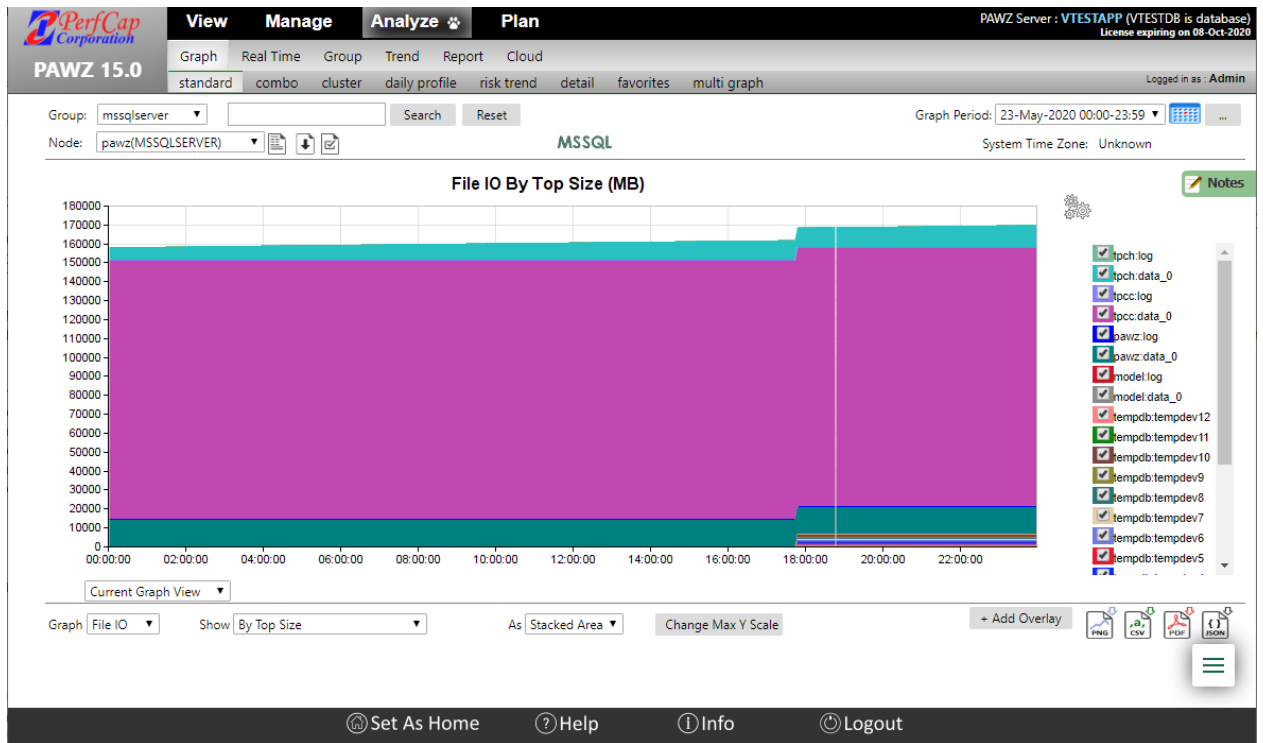 PerfCap
Corporation
PAWZ 15.0
View Manage Analyze Plan
PAWZ Server : VTESTAPP (VTESTDB is database)
License expiring on 08-Oct-2020
Graph Real Time Group Trend Report Cloud
standard combo cluster daily profile risk trend detail favorites multi graph
Logged in as : Admin
Group: mssqlserver Search Reset
Graph Period: 23-May-2020 00:00-23:59 ...
Node: pawz(MSSQLSERVER)
MSSQL
System Time Zone: Unknown
File IO By Top Size (MB)
Notes
180000
170000
160000
150000
140000
130000
120000
110000
100000
90000
80000
70000
60000
50000
40000
30000
20000
10000
0
00:00:00 02:00:00 04:00:00 06:00:00 08:00:00 10:00:00 12:00:00 14:00:00 16:00:00 18:00:00 20:00:00 22:00:00
tpch:log
tpch:data_0
tpcc:log
tpcc:data_0
pawz:log
pawz:data_0
model:log
model:data_0
tempdb:tempdev12
tempdb:tempdev11
tempdb:tempdev10
tempdb:tempdev9
tempdb:tempdev8
tempdb:tempdev7
tempdb:tempdev6
tempdb:tempdev5
Current Graph View
Graph File IO Show By Top Size As Stacked Area Change Max Y Scale
+ Add Overlay
PNG ,a, CSV PDF { } JSON
Set As Home ? Help i Info Logout